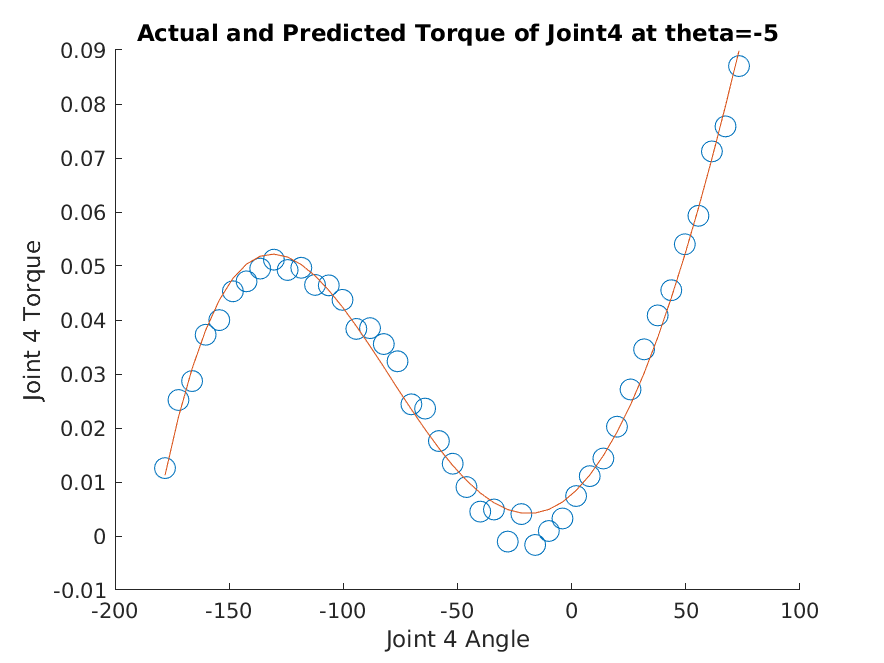 Actual and Predicted Torque of Joint4 at theta=-5
0.09
0.08
0.07
0.06
0.05
0.04
0.03
0.02
0.01
0
-0.01
Joint 4 Torque
-200 -150 -100 -50 0 50 100
Joint 4 Angle